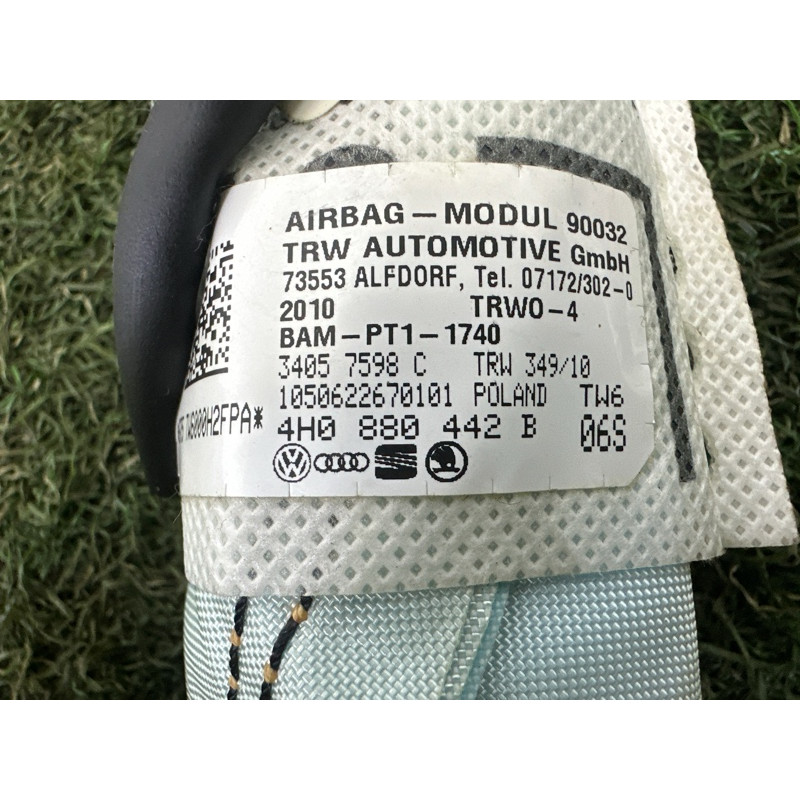 AIRBAG-MODUL 90032
TRW AUTOMOTIVE GmbH
73553 ALFDORF, Tel. 07172/302-0
2010 TRWO-4
BAM-PT1-1740
3405 7598 C TRW 349/10
1050622670101 POLAND TW6
4H0 880 442 B 06S